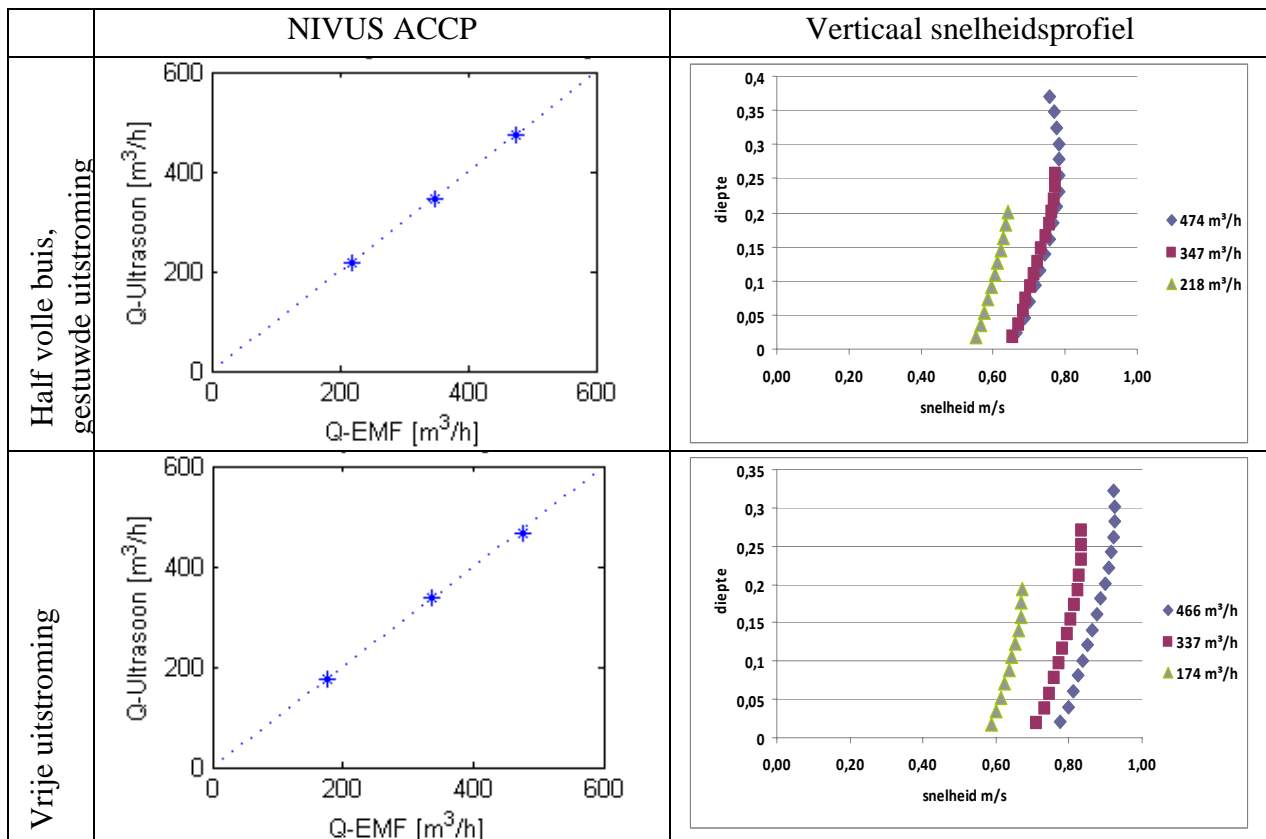 NIVUS ACCP
Verticaal snelheidsprofiel
Half volle buis,
gestuwde uitstroming
600
400
200
0
0 200 400 600
Q-Ultrasoon [m³/h]
Q-EMF [m³/h]
0,4
0,35
0,3
0,25
0,2
0,15
0,1
0,05
0
0,00 0,20 0,40 0,60 0,80 1,00
diepte
snelheid m/s
474 m³/h
347 m³/h
218 m³/h
Vrije uitstroming
600
400
200
0
0 200 400 600
Q-Ultrasoon [m³/h]
Q-EMF [m³/h]
0,35
0,3
0,25
0,2
0,15
0,1
0,05
0
0,00 0,20 0,40 0,60 0,80 1,00
diepte
snelheid m/s
466 m³/h
337 m³/h
174 m³/h